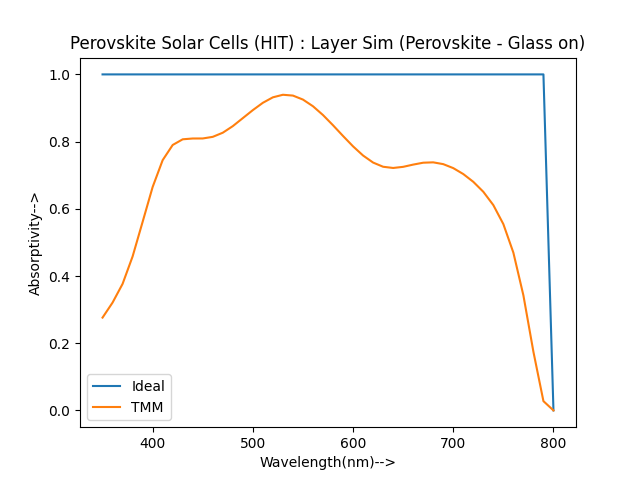 Perovskite Solar Cells (HIT) : Layer Sim (Perovskite - Glass on)
1.0
0.8
0.6
0.4
0.2
0.0
Absorptivity-->
Ideal
TMM
400 500 600 700 800
Wavelength(nm)-->